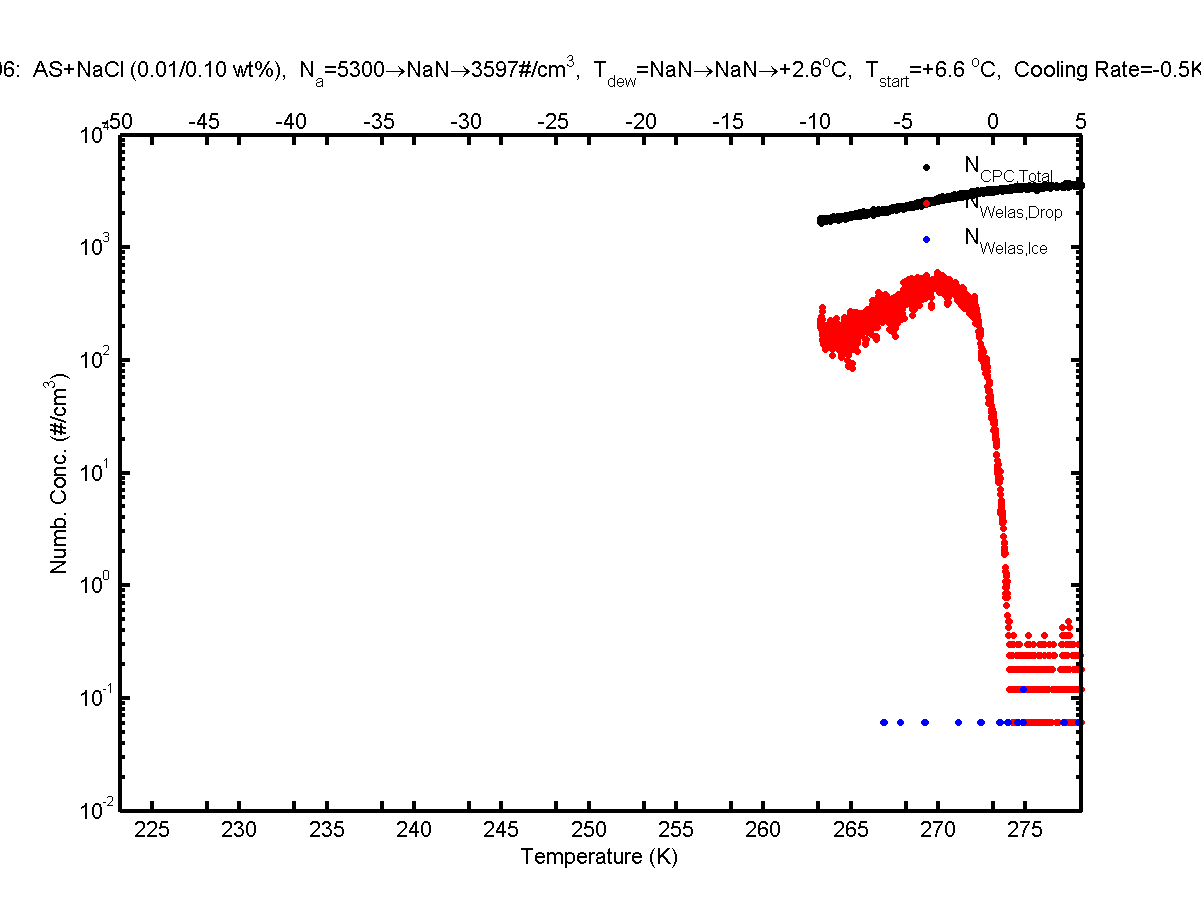 06: AS+NaCl (0.01/0.10 wt%), Na=5300→NaN→3597#/cm3, Tdew=NaN→NaN→+2.6oC, Tstart=+6.6 oC, Cooling Rate=-0.5K
-50 -45 -40 -35 -30 -25 -20 -15 -10 -5 0 5
104
NCPC,Total
NWelas,Drop
NWelas,Ice
103
102
101
100
10-1
10-2
Numb. Conc. (#/cm3)
225 230 235 240 245 250 255 260 265 270 275
Temperature (K)